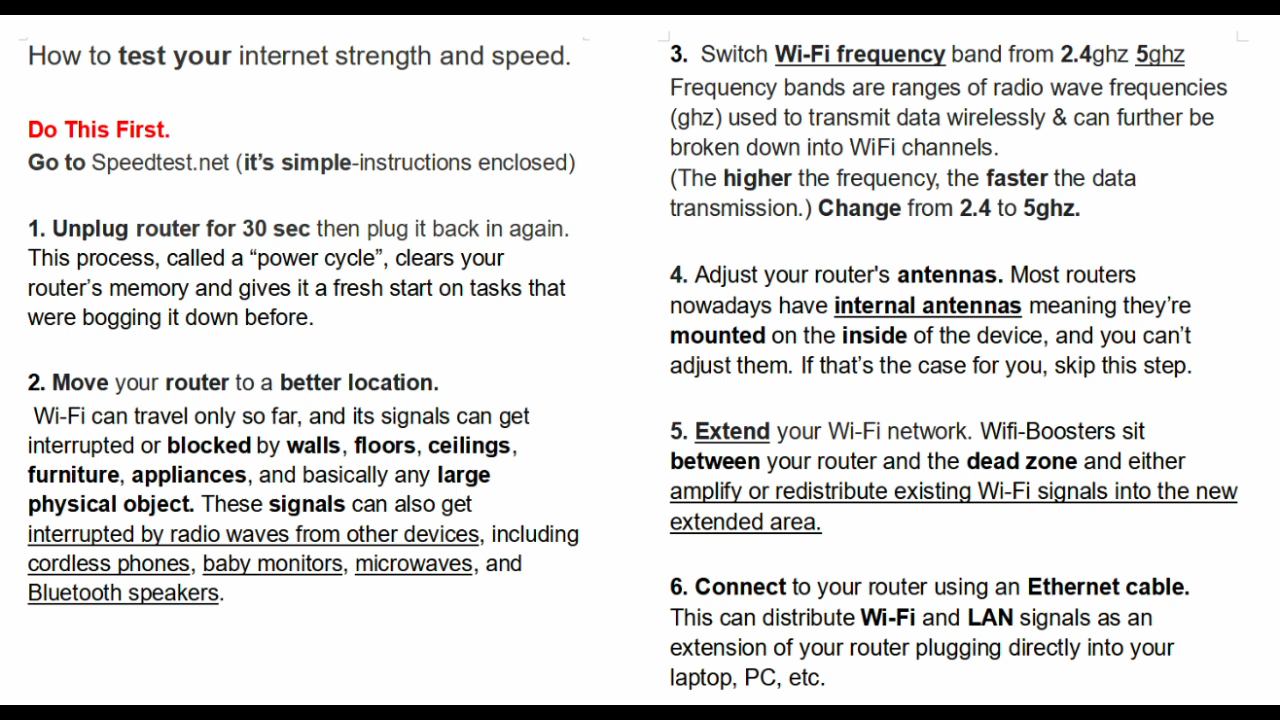 How to test your internet strength and speed.
Do This First.
Go to Speedtest.net (it’s simple-instructions enclosed)
1. Unplug router for 30 sec then plug it back in again.
This process, called a “power cycle”, clears your
router’s memory and gives it a fresh start on tasks that
were bogging it down before.
2. Move your router to a better location.
Wi-Fi can travel only so far, and its signals can get
interrupted or blocked by walls, floors, ceilings,
furniture, appliances, and basically any large
physical object. These signals can also get
interrupted by radio waves from other devices, including
cordless phones, baby monitors, microwaves, and
Bluetooth speakers.
3. Switch Wi-Fi frequency band from 2.4ghz 5ghz
Frequency bands are ranges of radio wave frequencies
(ghz) used to transmit data wirelessly & can further be
broken down into WiFi channels.
(The higher the frequency, the faster the data
transmission.) Change from 2.4 to 5ghz.
4. Adjust your router's antennas. Most routers
nowadays have internal antennas meaning they’re
mounted on the inside of the device, and you can’t
adjust them. If that’s the case for you, skip this step.
5. Extend your Wi-Fi network. Wifi-Boosters sit
between your router and the dead zone and either
amplify or redistribute existing Wi-Fi signals into the new
extended area.
6. Connect to your router using an Ethernet cable.
This can distribute Wi-Fi and LAN signals as an
extension of your router plugging directly into your
laptop, PC, etc.